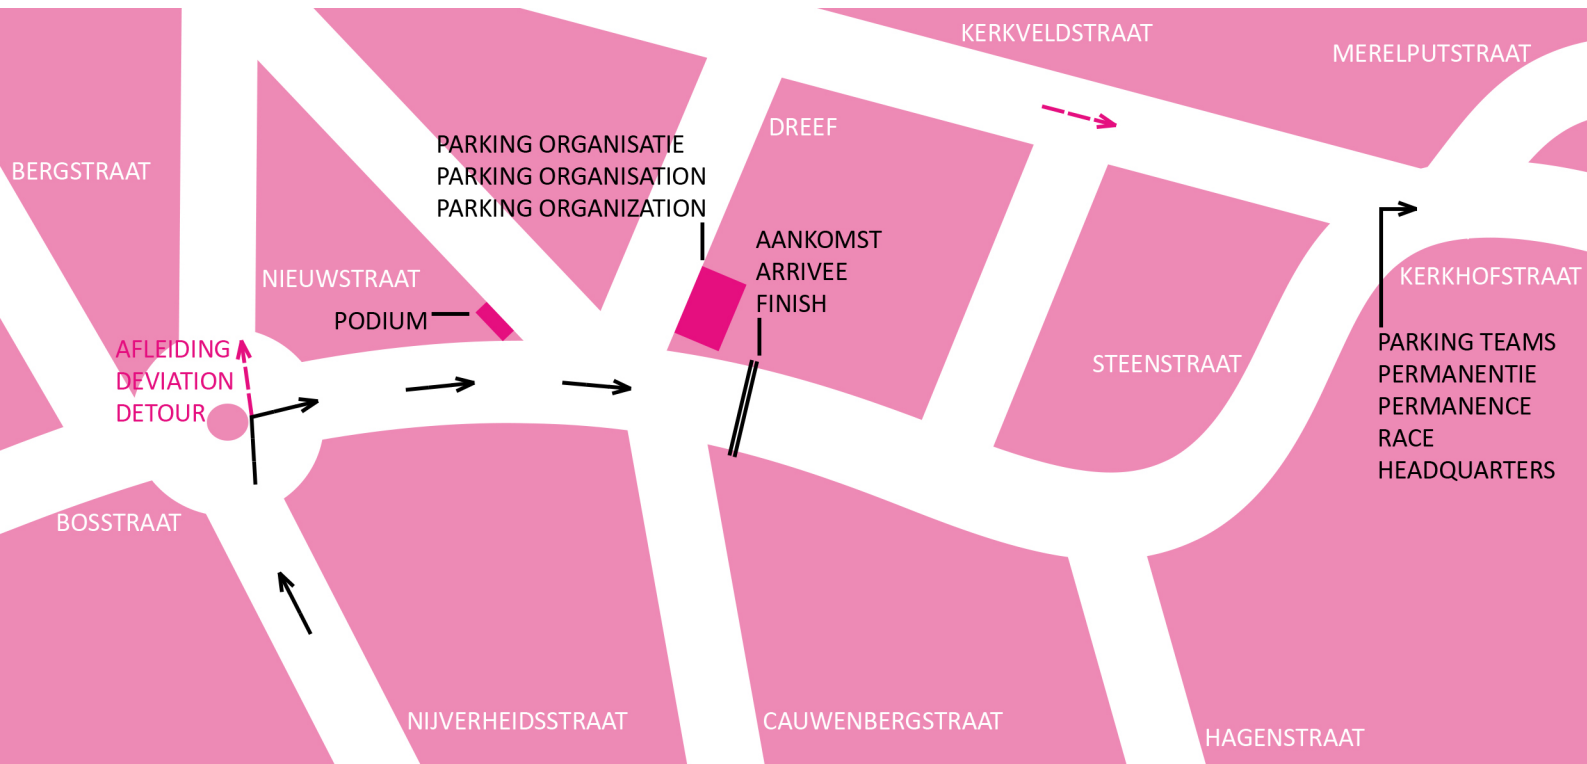 KERKVELDSTRAAT
MERELPUTSTRAAT
DREEF
PARKING ORGANISATIE
PARKING ORGANISATION
PARKING ORGANIZATION
BERGSTRAAT
AANKOMST
ARRIVEE
FINISH
NIEUWSTRAAT
KERKHOFSTRAAT
PODIUM
AFLEIDING
DEVIATION
DETOUR
STEENSTRAAT
PARKING TEAMS
PERMANENTIE
PERMANENCE
RACE
HEADQUARTERS
BOSSTRAAT
NIJVERHEIDSSTRAAT
CAUWENBERGSTRAAT
HAGENSTRAAT